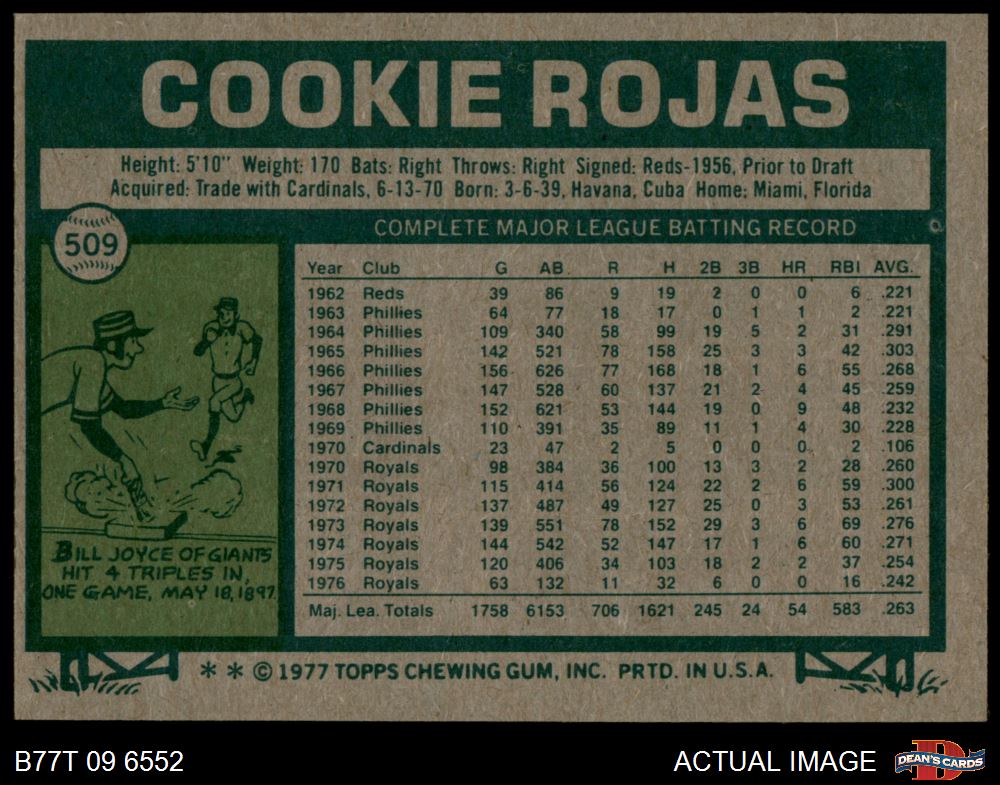 COOKIE ROJAS
Height: 5'10" Weight: 170 Bats: Right Throws: Right Signed: Reds-1956, Prior to Draft
Acquired: Trade with Cardinals, 6-13-70 Born: 3-6-39, Havana, Cuba Home: Miami, Florida
509
COMPLETE MAJOR LEAGUE BATTING RECORD
Year Club G AB R H 2B 3B HR RBI AVG.
1962 Reds 39 86 9 19 2 0 0 6 .221
1963 Phillies 64 77 18 17 0 1 1 2 .221
1964 Phillies 109 340 58 99 19 5 2 31 .291
1965 Phillies 142 521 78 158 25 3 3 42 .303
1966 Phillies 156 626 77 168 18 1 6 55 .268
1967 Phillies 147 528 60 137 21 2 4 45 .259
1968 Phillies 152 621 53 144 19 0 9 48 .232
1969 Phillies 110 391 35 89 11 1 4 30 .228
1970 Cardinals 23 47 2 5 0 0 0 2 .106
1970 Royals 98 384 36 100 13 3 2 28 .260
1971 Royals 115 414 56 124 22 2 6 59 .300
1972 Royals 137 487 49 127 25 0 3 53 .261
1973 Royals 139 551 78 152 29 3 6 69 .276
1974 Royals 144 542 52 147 17 1 6 60 .271
1975 Royals 120 406 34 103 18 2 2 37 .254
1976 Royals 63 132 11 32 6 0 0 16 .242
Maj. Lea. Totals 1758 6153 706 1621 245 24 54 583 .263
BILL JOYCE OF GIANTS
HIT 4 TRIPLES IN
ONE GAME, MAY 18, 1897.
* * © 1977 TOPPS CHEWING GUM, INC. PRTD. IN U.S.A.
B77T 09 6552
ACTUAL IMAGE
D
DEAN'S CARDS